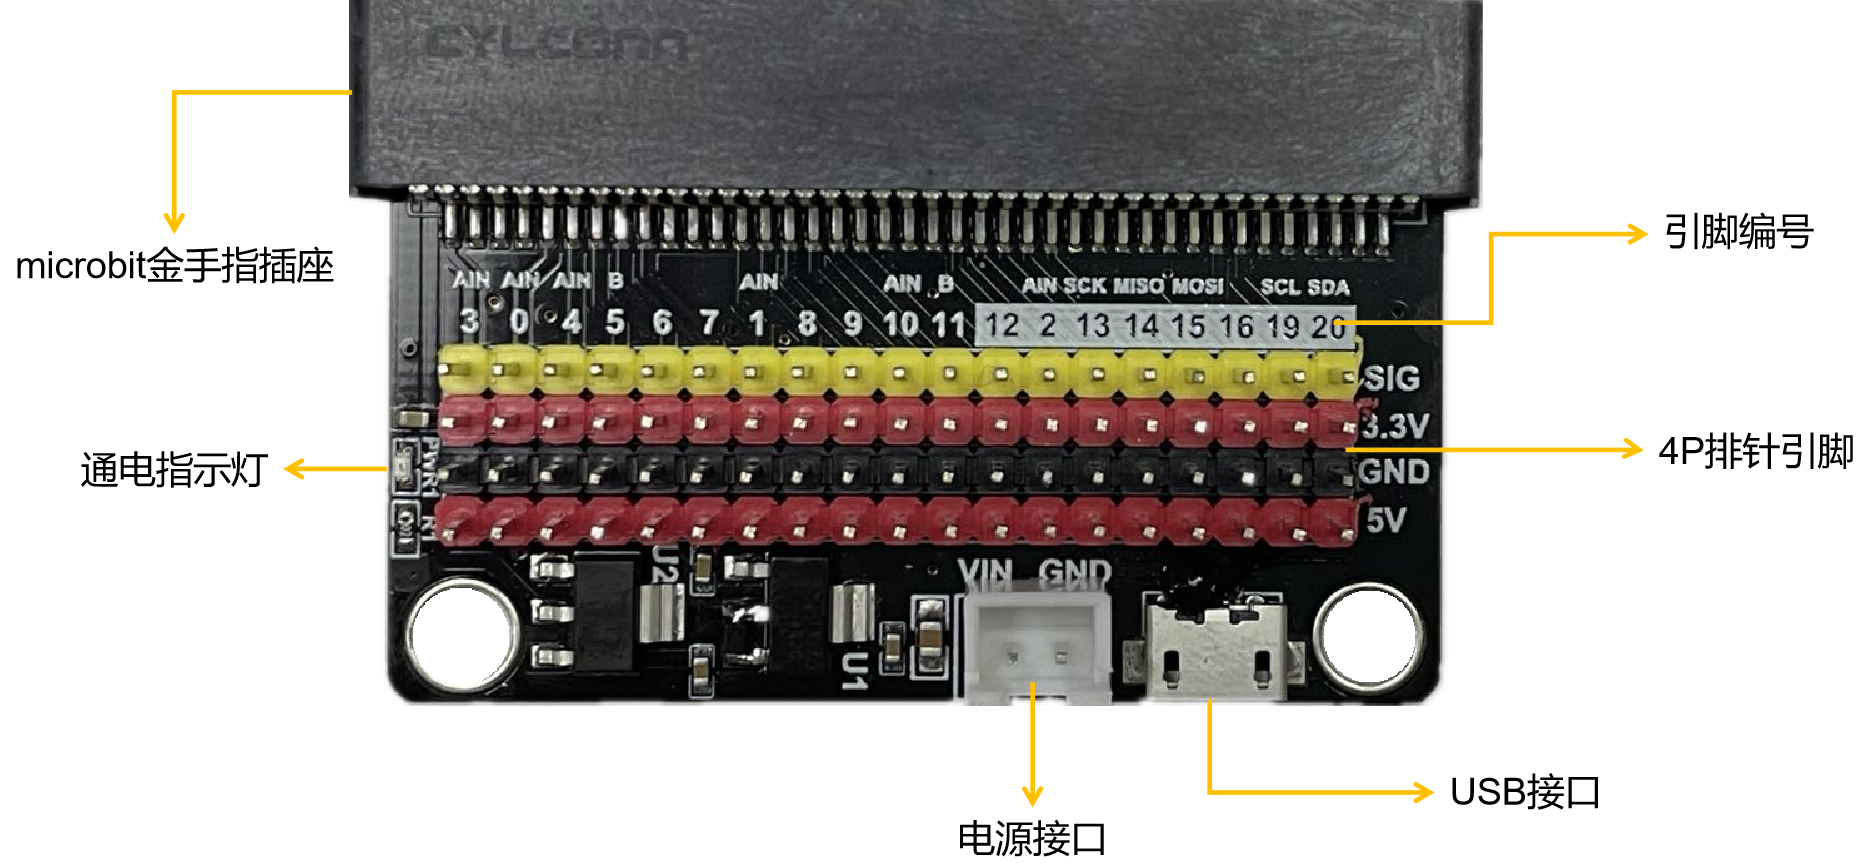 CYLCONN
microbit金手指插座
引脚编号
AIN AIN AIN B AIN AIN B AIN SCK MISO MOSI SCL SDA
3 0 4 5 6 7 1 8 9 10 11 12 2 13 14 15 16 19 20
SIG
3.3V
GND
5V
4P排针引脚
通电指示灯
PWR1
R1
U2
U1
VIN GND
USB接口
电源接口